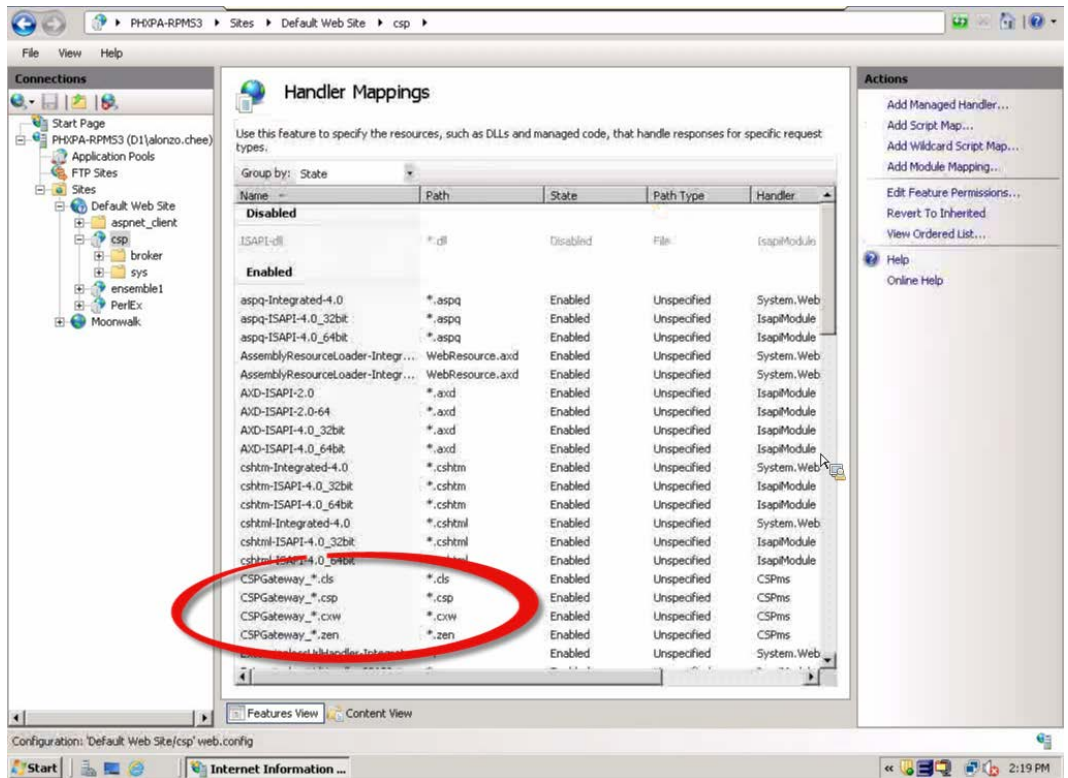 PHXPA-RPMS3 Sites Default Web Site csp
File View Help
Connections
Start Page
PHXPA-RPMS3 (D1\alonzo.chee)
Application Pools
FTP Sites
Sites
Default Web Site
aspnet_client
csp
broker
sys
ensemble1
PerlEx
Moonwalk
Handler Mappings
Use this feature to specify the resources, such as DLLs and managed code, that handle responses for specific request
types.
Group by: State
Name Path State Path Type Handler
Disabled
ISAPI-dll *.dll Disabled File IsapiModule
Enabled
aspq-Integrated-4.0 *.aspq Enabled Unspecified System.Web
aspq-ISAPI-4.0_32bit *.aspq Enabled Unspecified IsapiModule
aspq-ISAPI-4.0_64bit *.aspq Enabled Unspecified IsapiModule
AssemblyResourceLoader-Integr... WebResource.axd Enabled Unspecified System.Web
AssemblyResourceLoader-Integr... WebResource.axd Enabled Unspecified System.Web
AXD-ISAPI-2.0 *.axd Enabled Unspecified IsapiModule
AXD-ISAPI-2.0-64 *.axd Enabled Unspecified IsapiModule
AXD-ISAPI-4.0_32bit *.axd Enabled Unspecified IsapiModule
AXD-ISAPI-4.0_64bit *.axd Enabled Unspecified IsapiModule
cshtm-Integrated-4.0 *.cshtm Enabled Unspecified System.Web
cshtm-ISAPI-4.0_32bit *.cshtm Enabled Unspecified IsapiModule
cshtm-ISAPI-4.0_64bit *.cshtm Enabled Unspecified IsapiModule
cshtml-Integrated-4.0 *.cshtml Enabled Unspecified System.Web
cshtml-ISAPI-4.0_32bit *.cshtml Enabled Unspecified IsapiModule
cshtml-ISAPI-4.0_64bit *.cshtml Enabled Unspecified IsapiModule
CSPGateway_*.cls *.cls Enabled Unspecified CSPms
CSPGateway_*.csp *.csp Enabled Unspecified CSPms
CSPGateway_*.cxw *.cxw Enabled Unspecified CSPms
CSPGateway_*.zen *.zen Enabled Unspecified CSPms
Enabled Unspecified System.Web
Features View Content View
Actions
Add Managed Handler...
Add Script Map...
Add Wildcard Script Map...
Add Module Mapping...
Edit Feature Permissions...
Revert To Inherited
View Ordered List...
Help
Online Help
Configuration: 'Default Web Site/csp' web.config
Start Internet Information ... 2:19 PM